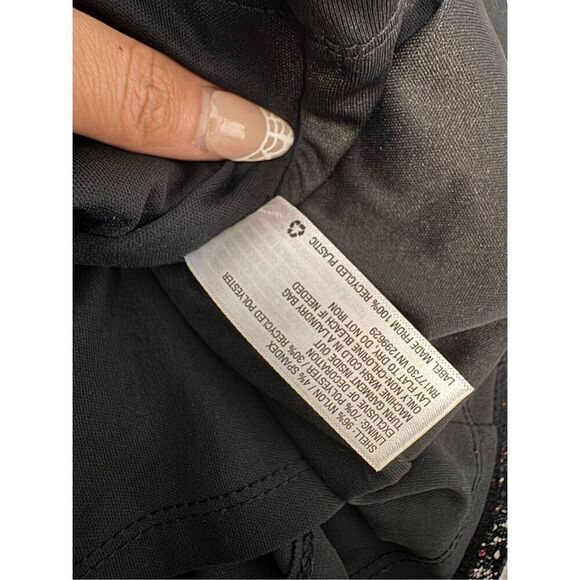 SHELL: 96% NYLON / 4% SPANDEX
LINING: 70% POLYESTER / 30% RECYCLED POLYESTER
EXCLUSIVE OF DECORATION
TURN GARMENT INSIDE OUT
MACHINE WASH COLD IN A LAUNDRY BAG
ONLY NON CHLORINE BLEACH IF NEEDED
LAY FLAT TO DRY. DO NOT IRON
RN17730 VN1299629
LABEL MADE FROM 100% RECYCLED PLASTIC